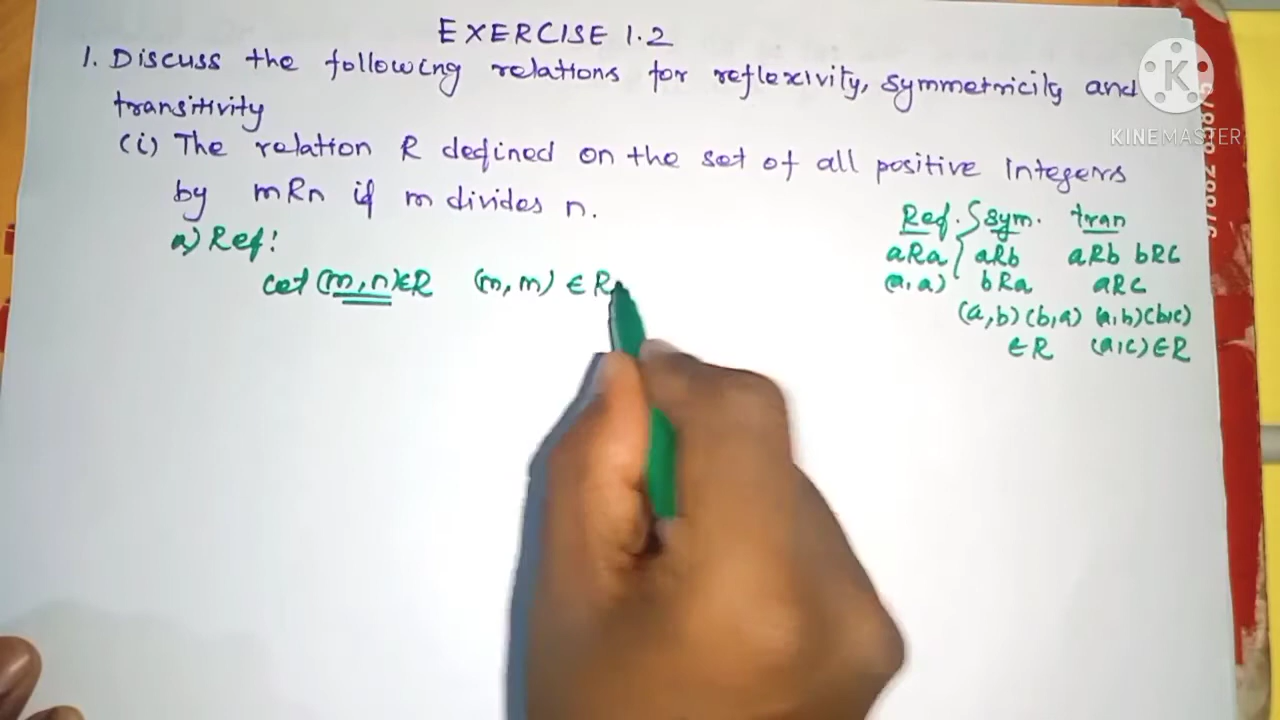 EXERCISE 1.2
1. Discuss the following relations for reflexivity, symmetricity and
transitivity
(i) The relation R defined on the set of all positive integers
by mRn if m divides n.
a) Ref:
Let (m,n)∈R (m,m) ∈ R
Ref. sym. tran
aRa aRb aRb bRc
(a,a) bRa aRc
(a,b)(b,a) (a,b)(b,c)
∈R (a,c)∈R
K
KINEMASTER